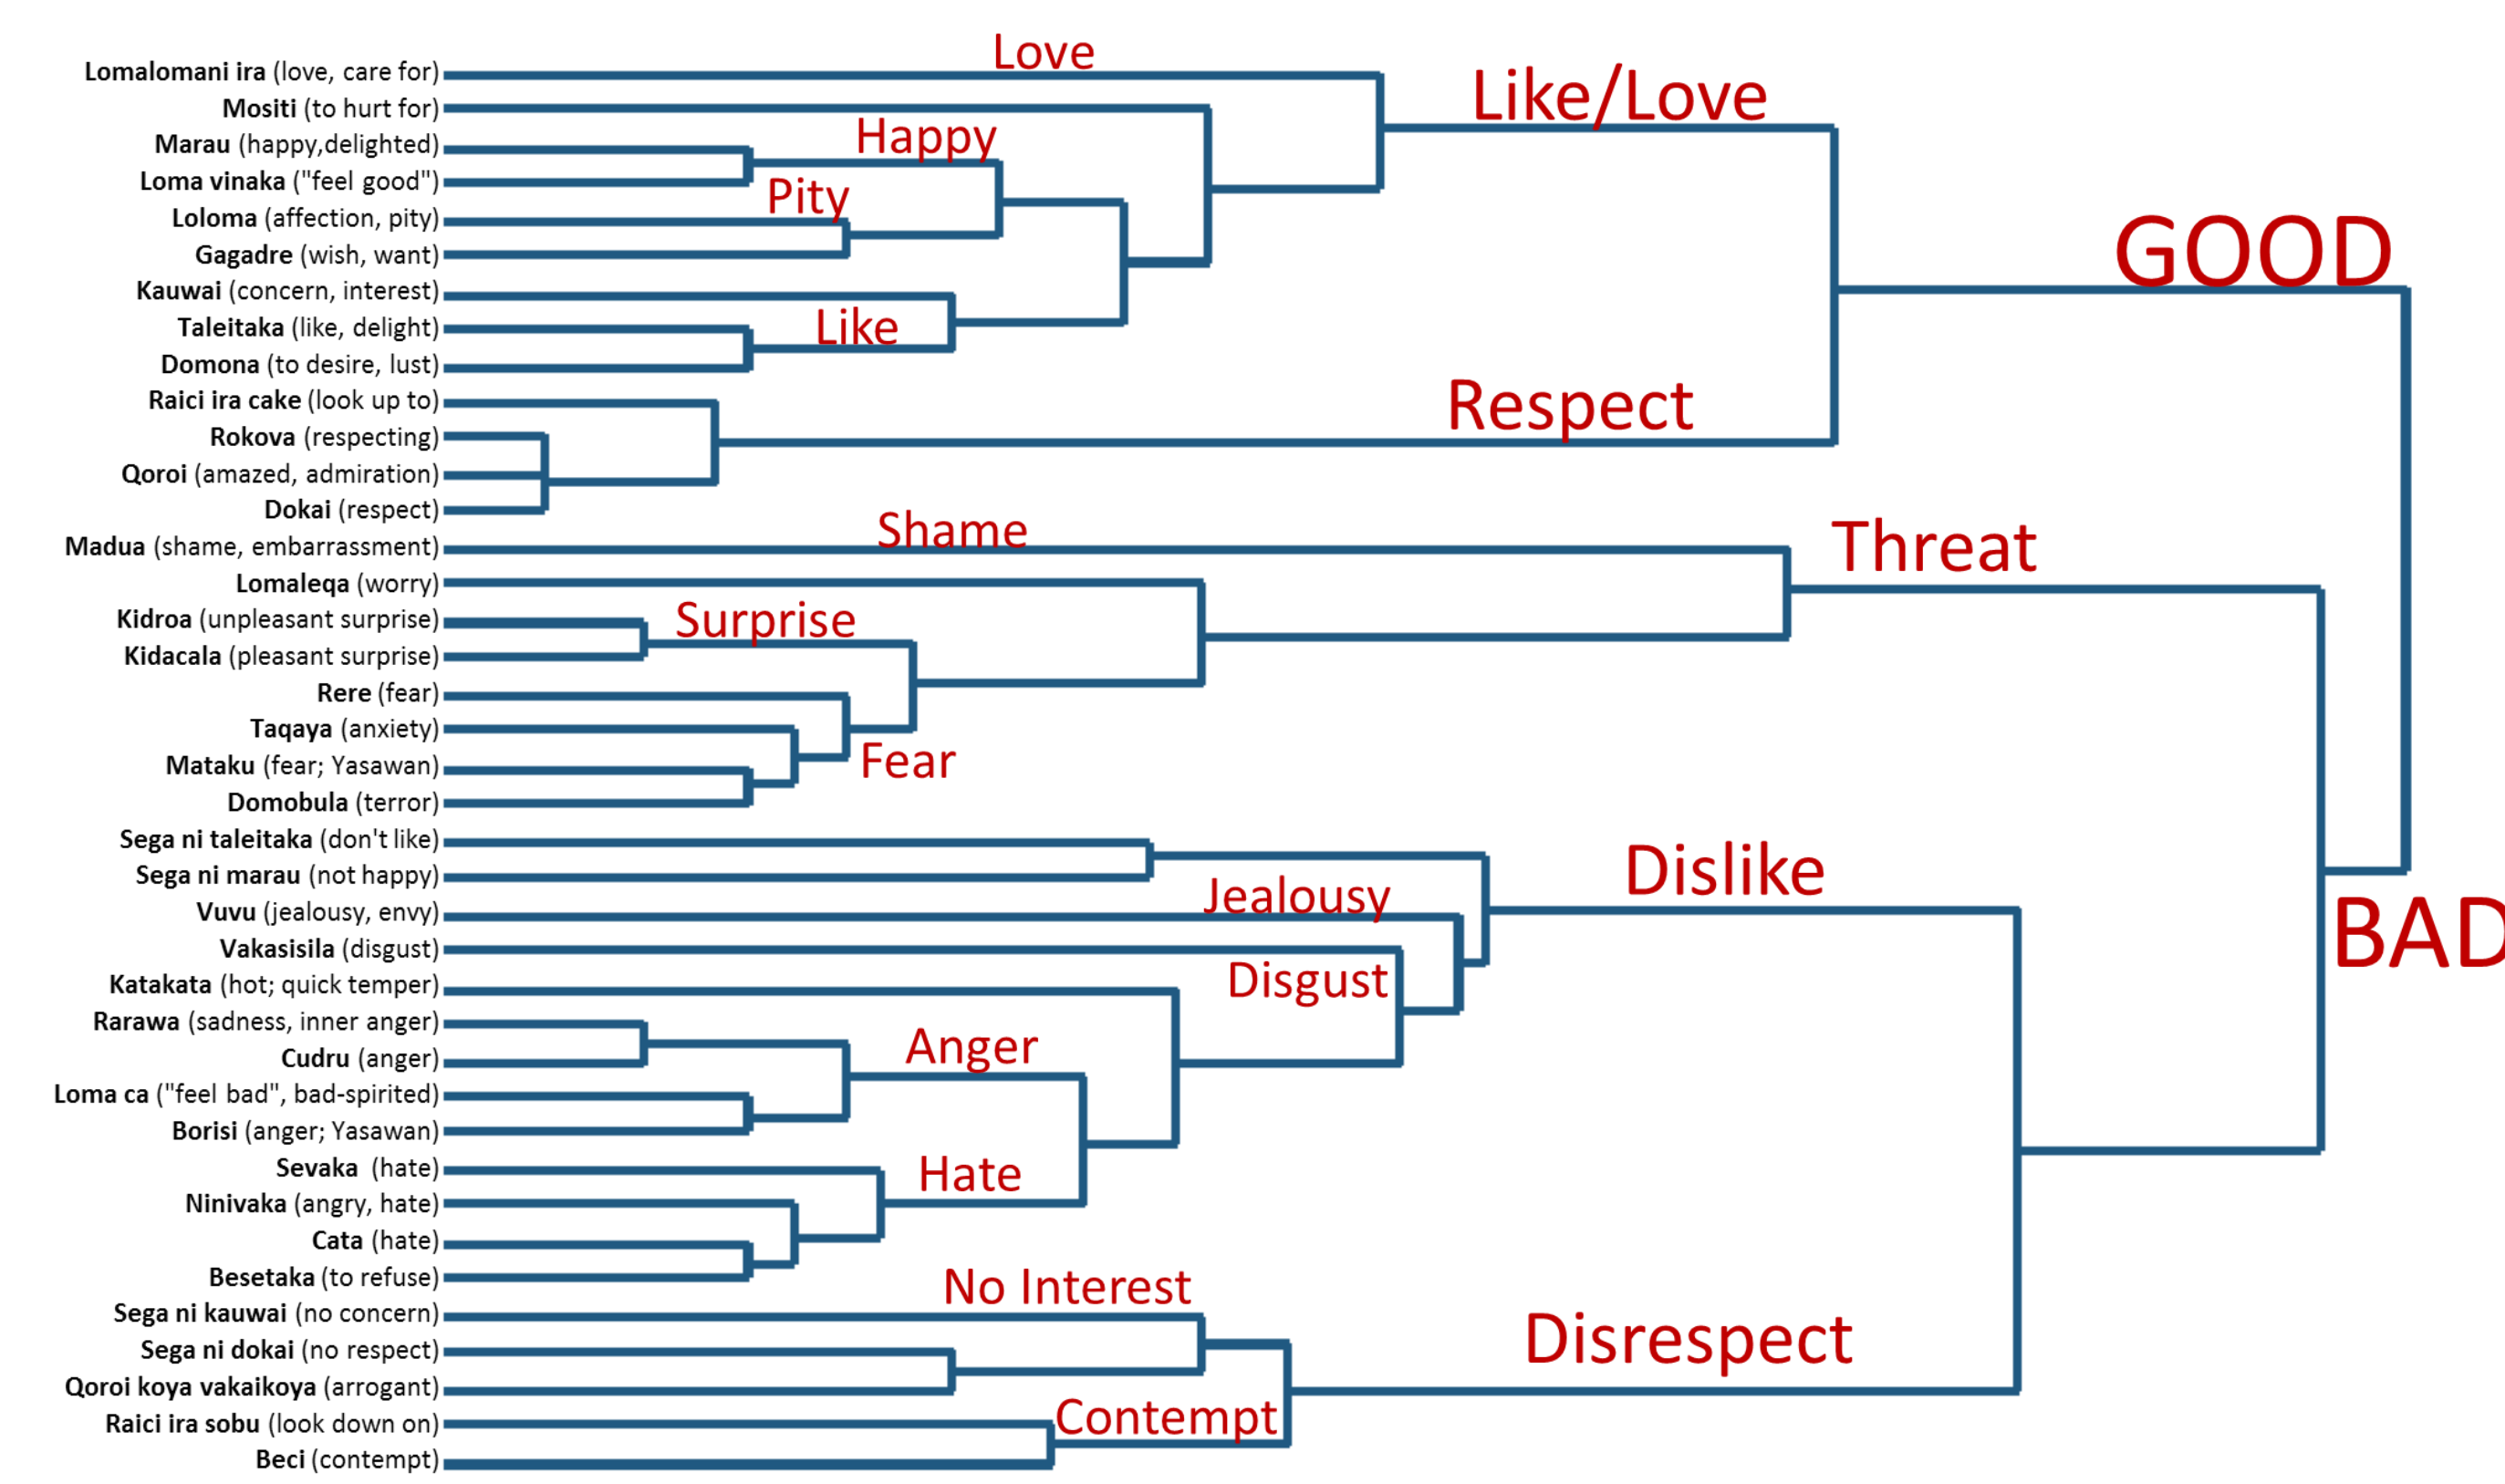 Lomalomani ira (love, care for)
Mositi (to hurt for)
Marau (happy,delighted)
Loma vinaka ("feel good")
Loloma (affection, pity)
Gagadre (wish, want)
Kauwai (concern, interest)
Taleitaka (like, delight)
Domona (to desire, lust)
Raici ira cake (look up to)
Rokova (respecting)
Qoroi (amazed, admiration)
Dokai (respect)
Madua (shame, embarrassment)
Lomaleqa (worry)
Kidroa (unpleasant surprise)
Kidacala (pleasant surprise)
Rere (fear)
Taqaya (anxiety)
Mataku (fear; Yasawan)
Domobula (terror)
Sega ni taleitaka (don't like)
Sega ni marau (not happy)
Vuvu (jealousy, envy)
Vakasisila (disgust)
Katakata (hot; quick temper)
Rarawa (sadness, inner anger)
Cudru (anger)
Loma ca ("feel bad", bad-spirited)
Borisi (anger; Yasawan)
Sevaka (hate)
Ninivaka (angry, hate)
Cata (hate)
Besetaka (to refuse)
Sega ni kauwai (no concern)
Sega ni dokai (no respect)
Qoroi koya vakaikoya (arrogant)
Raici ira sobu (look down on)
Beci (contempt)
Love
Happy
Pity
Like
Like/Love
Respect
GOOD
Shame
Surprise
Fear
Threat
Jealousy
Disgust
Anger
Hate
Dislike
No Interest
Contempt
Disrespect
BAD